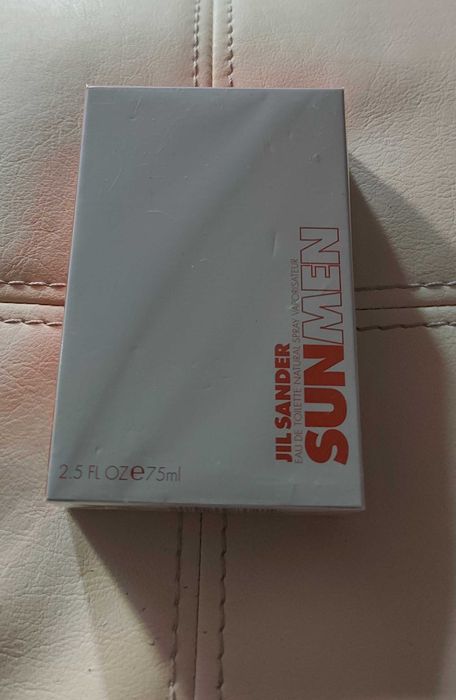 JIL SANDER
EAU DE TOILETTE NATURAL SPRAY VAPORISATEUR
SUNMEN
2.5 FL OZ e 75ml